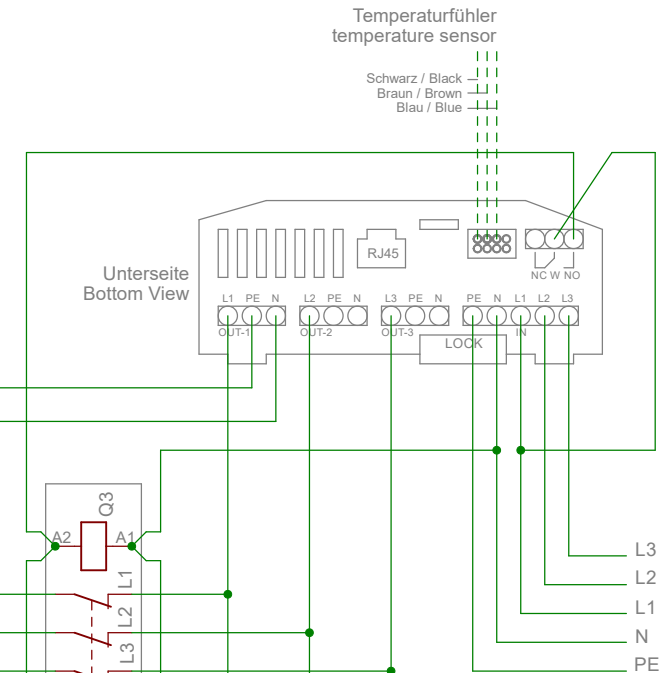 Temperaturfühler
temperature sensor
Schwarz / Black
Braun / Brown
Blau / Blue
RJ45
NC W NO
Unterseite
Bottom View
L1 PE N L2 PE N L3 PE N PE N L1 L2 L3
OUT-1 OUT-2 OUT-3 IN
LOCK
Q3
A2 A1
L1
L2
L3
L3
L2
L1
N
PE